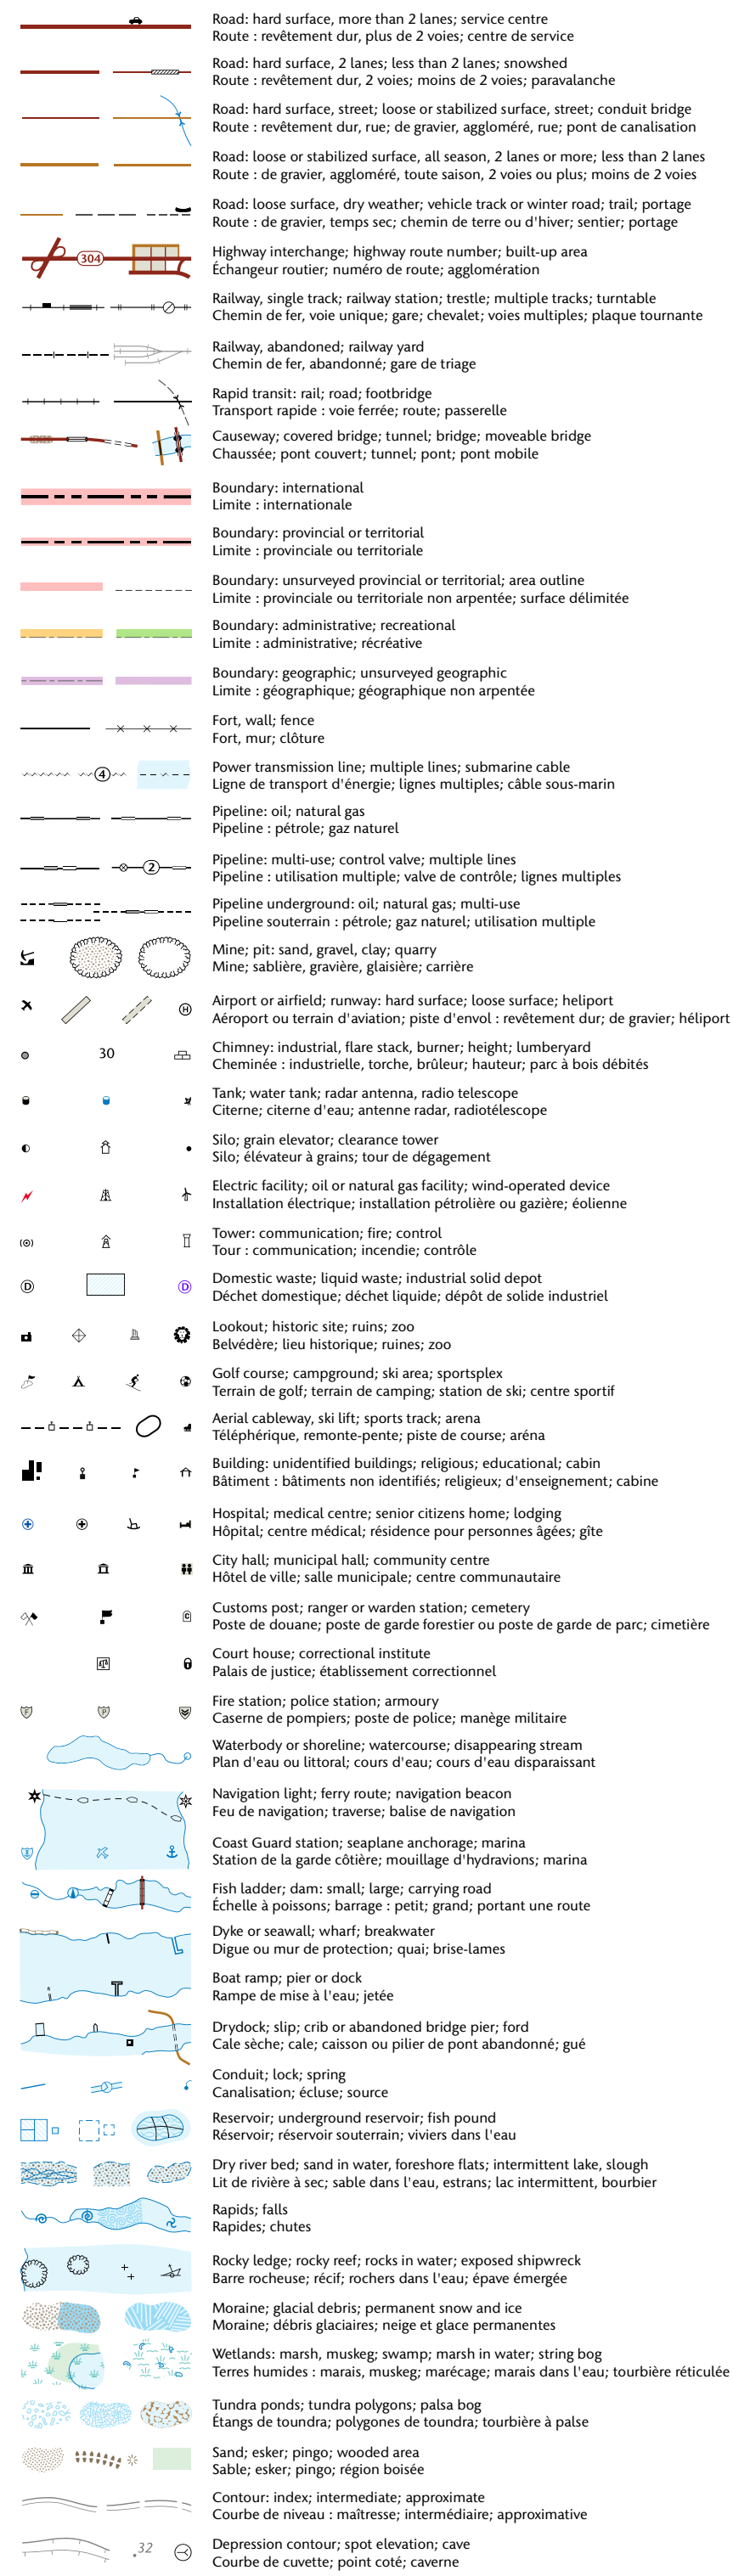 Road: hard surface, more than 2 lanes; service centre
Route : revêtement dur, plus de 2 voies; centre de service
Road: hard surface, 2 lanes; less than 2 lanes; snowshed
Route : revêtement dur, 2 voies; moins de 2 voies; paravalanche
Road: hard surface, street; loose or stabilized surface, street; conduit bridge
Route : revêtement dur, rue; de gravier, aggloméré, rue; pont de canalisation
Road: loose or stabilized surface, all season, 2 lanes or more; less than 2 lanes
Route : de gravier, aggloméré, toute saison, 2 voies ou plus; moins de 2 voies
Road: loose surface, dry weather; vehicle track or winter road; trail; portage
Route : de gravier, temps sec; chemin de terre ou d'hiver; sentier; portage
304
Highway interchange; highway route number; built-up area
Échangeur routier; numéro de route; agglomération
Railway, single track; railway station; trestle; multiple tracks; turntable
Chemin de fer, voie unique; gare; chevalet; voies multiples; plaque tournante
Railway, abandoned; railway yard
Chemin de fer, abandonné; gare de triage
Rapid transit: rail; road; footbridge
Transport rapide : voie ferrée; route; passerelle
Causeway; covered bridge; tunnel; bridge; moveable bridge
Chaussée; pont couvert; tunnel; pont; pont mobile
Boundary: international
Limite : internationale
Boundary: provincial or territorial
Limite : provinciale ou territoriale
Boundary: unsurveyed provincial or territorial; area outline
Limite : provinciale ou territoriale non arpentée; surface délimitée
Boundary: administrative; recreational
Limite : administrative; récréative
Boundary: geographic; unsurveyed geographic
Limite : géographique; géographique non arpentée
Fort, wall; fence
Fort, mur; clôture
4
Power transmission line; multiple lines; submarine cable
Ligne de transport d'énergie; lignes multiples; câble sous-marin
Pipeline: oil; natural gas
Pipeline : pétrole; gaz naturel
2
Pipeline: multi-use; control valve; multiple lines
Pipeline : utilisation multiple; valve de contrôle; lignes multiples
Pipeline underground: oil; natural gas; multi-use
Pipeline souterrain : pétrole; gaz naturel; utilisation multiple
Mine; pit: sand, gravel, clay; quarry
Mine; sablière, gravière, glaisière; carrière
H
Airport or airfield; runway: hard surface; loose surface; heliport
Aéroport ou terrain d'aviation; piste d'envol : revêtement dur; de gravier; héliport
30
Chimney: industrial, flare stack, burner; height; lumberyard
Cheminée : industrielle, torche, brûleur; hauteur; parc à bois débités
Tank; water tank; radar antenna, radio telescope
Citerne; citerne d'eau; antenne radar, radiotélescope
Silo; grain elevator; clearance tower
Silo; élévateur à grains; tour de dégagement
Electric facility; oil or natural gas facility; wind-operated device
Installation électrique; installation pétrolière ou gazière; éolienne
Tower: communication; fire; control
Tour : communication; incendie; contrôle
D D
Domestic waste; liquid waste; industrial solid depot
Déchet domestique; déchet liquide; dépôt de solide industriel
Lookout; historic site; ruins; zoo
Belvédère; lieu historique; ruines; zoo
Golf course; campground; ski area; sportsplex
Terrain de golf; terrain de camping; station de ski; centre sportif
Aerial cableway, ski lift; sports track; arena
Téléphérique, remonte-pente; piste de course; aréna
Building: unidentified buildings; religious; educational; cabin
Bâtiment : bâtiments non identifiés; religieux; d'enseignement; cabine
Hospital; medical centre; senior citizens home; lodging
Hôpital; centre médical; résidence pour personnes âgées; gîte
City hall; municipal hall; community centre
Hôtel de ville; salle municipale; centre communautaire
C
Customs post; ranger or warden station; cemetery
Poste de douane; poste de garde forestier ou poste de garde de parc; cimetière
Court house; correctional institute
Palais de justice; établissement correctionnel
F P
Fire station; police station; armoury
Caserne de pompiers; poste de police; manège militaire
Waterbody or shoreline; watercourse; disappearing stream
Plan d'eau ou littoral; cours d'eau; cours d'eau disparaissant
Navigation light; ferry route; navigation beacon
Feu de navigation; traverse; balise de navigation
Coast Guard station; seaplane anchorage; marina
Station de la garde côtière; mouillage d'hydravions; marina
Fish ladder; dam: small; large; carrying road
Échelle à poissons; barrage : petit; grand; portant une route
Dyke or seawall; wharf; breakwater
Digue ou mur de protection; quai; brise-lames
Boat ramp; pier or dock
Rampe de mise à l'eau; jetée
Drydock; slip; crib or abandoned bridge pier; ford
Cale sèche; cale; caisson ou pilier de pont abandonné; gué
Conduit; lock; spring
Canalisation; écluse; source
Reservoir; underground reservoir; fish pound
Réservoir; réservoir souterrain; viviers dans l'eau
Dry river bed; sand in water, foreshore flats; intermittent lake, slough
Lit de rivière à sec; sable dans l'eau, estrans; lac intermittent, bourbier
Rapids; falls
Rapides; chutes
Rocky ledge; rocky reef; rocks in water; exposed shipwreck
Barre rocheuse; récif; rochers dans l'eau; épave émergée
Moraine; glacial debris; permanent snow and ice
Moraine; débris glaciaires; neige et glace permanentes
Wetlands: marsh, muskeg; swamp; marsh in water; string bog
Terres humides : marais, muskeg; marécage; marais dans l'eau; tourbière réticulée
Tundra ponds; tundra polygons; palsa bog
Étangs de toundra; polygones de toundra; tourbière à palse
Sand; esker; pingo; wooded area
Sable; esker; pingo; région boisée
Contour: index; intermediate; approximate
Courbe de niveau : maîtresse; intermédiaire; approximative
32
Depression contour; spot elevation; cave
Courbe de cuvette; point coté; caverne